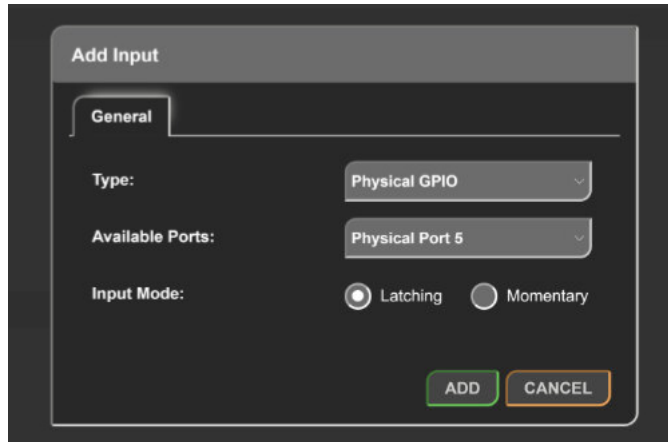 Add Input
General
Type: Physical GPIO
Available Ports: Physical Port 5
Input Mode: Latching Momentary
ADD CANCEL